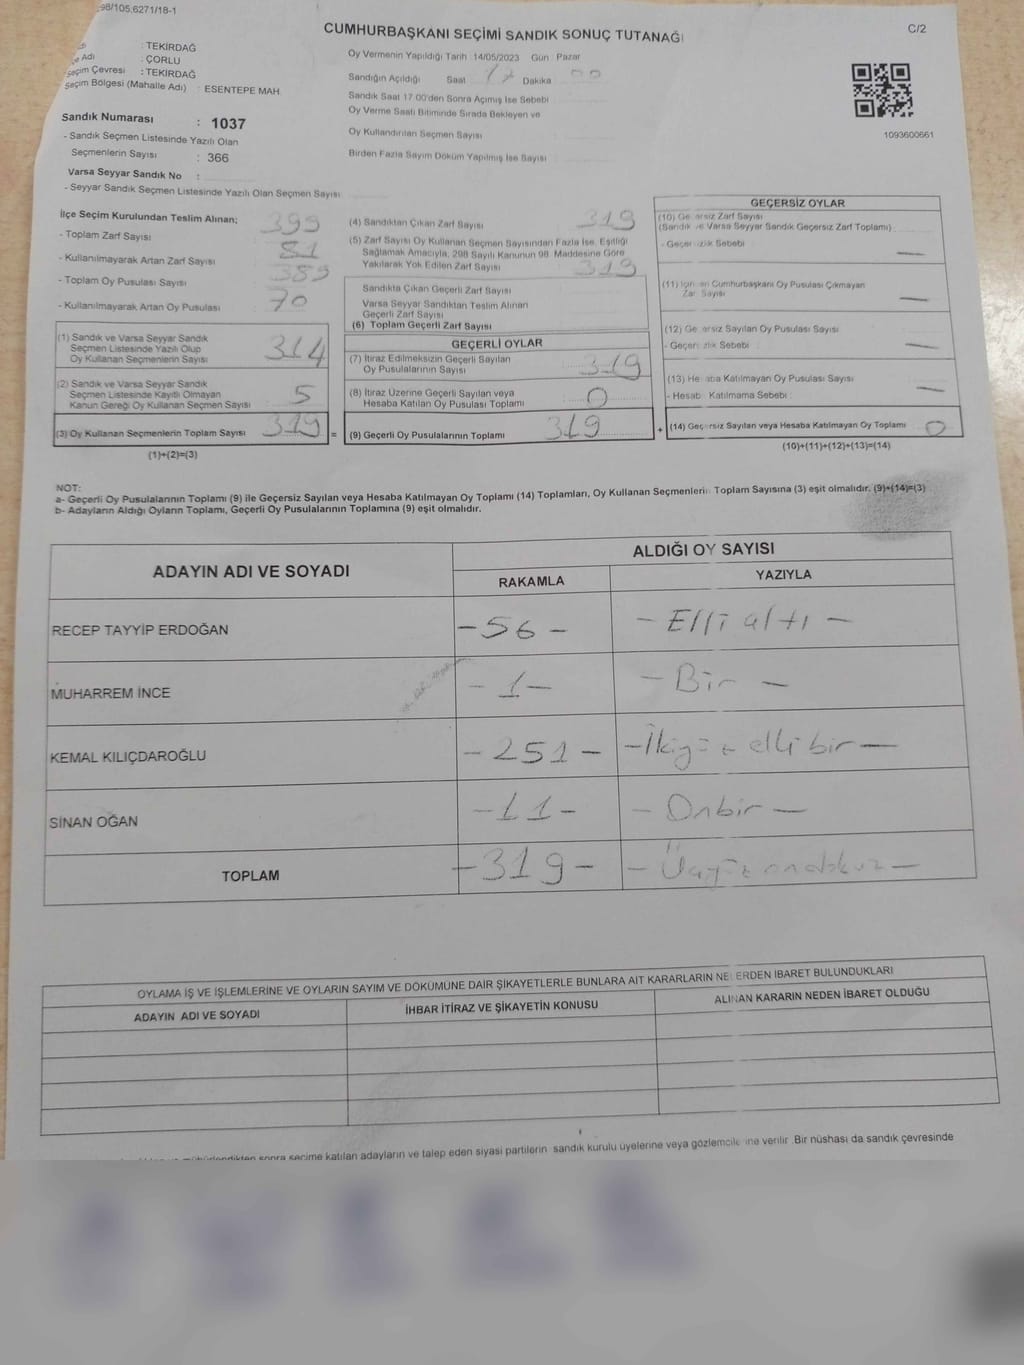 98/105,6271/18-1
CUMHURBAŞKANI SEÇİMİ SANDIK SONUÇ TUTANAĞI
C/2
: TEKİRDAĞ
Adı : ÇORLU
Seçim Çevresi : TEKİRDAĞ
Seçim Bölgesi (Mahalle Adı) : ESENTEPE MAH.
Sandık Numarası : 1037
- Sandık Seçmen Listesinde Yazılı Olan
Seçmenlerin Sayısı : 366
Varsa Seyyar Sandık No :
- Seyyar Sandık Seçmen Listesinde Yazılı Olan Seçmen Sayısı
Oy Vermenin Yapıldığı Tarih : 14/05/2023 Gün : Pazar
Sandığın Açıldığı Saat 17 Dakika 00
Sandık Saat 17:00'den Sonra Açımış İse Sebebi
Oy Verme Saati Bitiminde Sırada Bekleyen ve
Oy Kullandırılan Seçmen Sayısı :
Birden Fazla Sayım Döküm Yapılmış İse Sayısı :
1093600661
İlçe Seçim Kurulundan Teslim Alınan;
- Toplam Zarf Sayısı 399
- Kullanılmayarak Artan Zarf Sayısı 81
- Toplam Oy Pusulası Sayısı 389
- Kullanılmayarak Artan Oy Pusulası 70
(1) Sandık ve Varsa Seyyar Sandık
Seçmen Listesinde Yazılı Olup
Oy Kullanan Seçmenlerin Sayısı 314
(2) Sandık ve Varsa Seyyar Sandık
Seçmen Listesinde Kayıtlı Olmayan
Kanun Gereği Oy Kullanan Seçmen Sayısı 5
(3) Oy Kullanan Seçmenlerin Toplam Sayısı 319 =
(1)+(2)=(3)
(4) Sandıktan Çıkan Zarf Sayısı 319
(5) Zarf Sayısı Oy Kullanan Seçmen Sayısından Fazla İse, Eşitliği
Sağlamak Amacıyla, 298 Sayılı Kanunun 98. Maddesine Göre
Yakılarak Yok Edilen Zarf Sayısı 319
Sandıkta Çıkan Geçerli Zarf Sayısı
Varsa Seyyar Sandıktan Teslim Alınan
Geçerli Zarf Sayısı
(6) Toplam Geçerli Zarf Sayısı
GEÇERLİ OYLAR
(7) İtiraz Edilmeksizin Geçerli Sayılan
Oy Pusulalarının Sayısı 319
(8) İtiraz Üzerine Geçerli Sayılan veya
Hesaba Katılan Oy Pusulası Toplamı 0
(9) Geçerli Oy Pusulalarının Toplamı 319 +
GEÇERSİZ OYLAR
(10) Geçersiz Zarf Sayısı
(Sandık ve Varsa Seyyar Sandık Geçersiz Zarf Toplamı)
- Geçersizlik Sebebi : —
(11) İçinden Cumhurbaşkanı Oy Pusulası Çıkmayan
Zarf Sayısı —
(12) Geçersiz Sayılan Oy Pusulası Sayısı
- Geçersizlik Sebebi : —
(13) Hesaba Katılmayan Oy Pusulası Sayısı
- Hesaba Katılmama Sebebi : —
(14) Geçersiz Sayılan veya Hesaba Katılmayan Oy Toplamı 0
(10)+(11)+(12)+(13)=(14)
NOT:
a- Geçerli Oy Pusulalarının Toplamı (9) ile Geçersiz Sayılan veya Hesaba Katılmayan Oy Toplamı (14) Toplamları, Oy Kullanan Seçmenlerin Toplam Sayısına (3) eşit olmalıdır. (9)+(14)=(3)
b- Adayların Aldığı Oyların Toplamı, Geçerli Oy Pusulalarının Toplamına (9) eşit olmalıdır.
ADAYIN ADI VE SOYADI
ALDIĞI OY SAYISI
RAKAMLA YAZIYLA
RECEP TAYYİP ERDOĞAN - 56 - - Elli altı -
MUHARREM İNCE - 1 - - Bir -
KEMAL KILIÇDAROĞLU - 251 - - İkiyüz elli bir -
SİNAN OĞAN - 11 - - Onbir -
TOPLAM - 319 - - Üçyüz ondokuz -
OYLAMA İŞ VE İŞLEMLERİNE VE OYLARIN SAYIM VE DÖKÜMÜNE DAİR ŞİKAYETLERLE BUNLARA AİT KARARLARIN NELERDEN İBARET BULUNDUKLARI
ADAYIN ADI VE SOYADI İHBAR İTİRAZ VE ŞİKAYETİN KONUSU ALINAN KARARIN NEDEN İBARET OLDUĞU
mühürlendikten sonra seçime katılan adayların ve talep eden siyasi partilerin sandık kurulu üyelerine veya gözlemcilerine verilir. Bir nüshası da sandık çevresinde